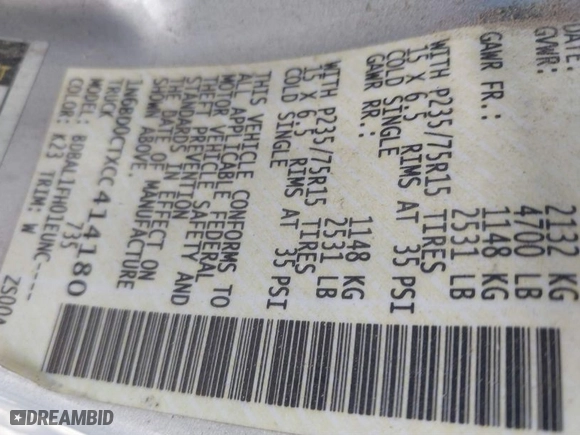 DATE:
GVWR: 2132 KG
4700 LB
GAWR FR: 1148 KG
2531 LB
WITH P235/75R15 TIRES
15 X 6.5 RIMS AT 35 PSI
COLD SINGLE
GAWR RR: 1148 KG
2531 LB
WITH P235/75R15 TIRES
15 X 6.5 RIMS AT 35 PSI
COLD SINGLE
THIS VEHICLE CONFORMS TO
ALL APPLICABLE FEDERAL
MOTOR VEHICLE SAFETY AND
THEFT PREVENTION
STANDARDS IN EFFECT ON
THE DATE OF MANUFACTURE
SHOWN ABOVE.
1N6BD0CTXCC414180
TRUCK 735
MODEL: BDBALJFHD1EUNC----
COLOR: K23 TRIM: W
DREAMBID